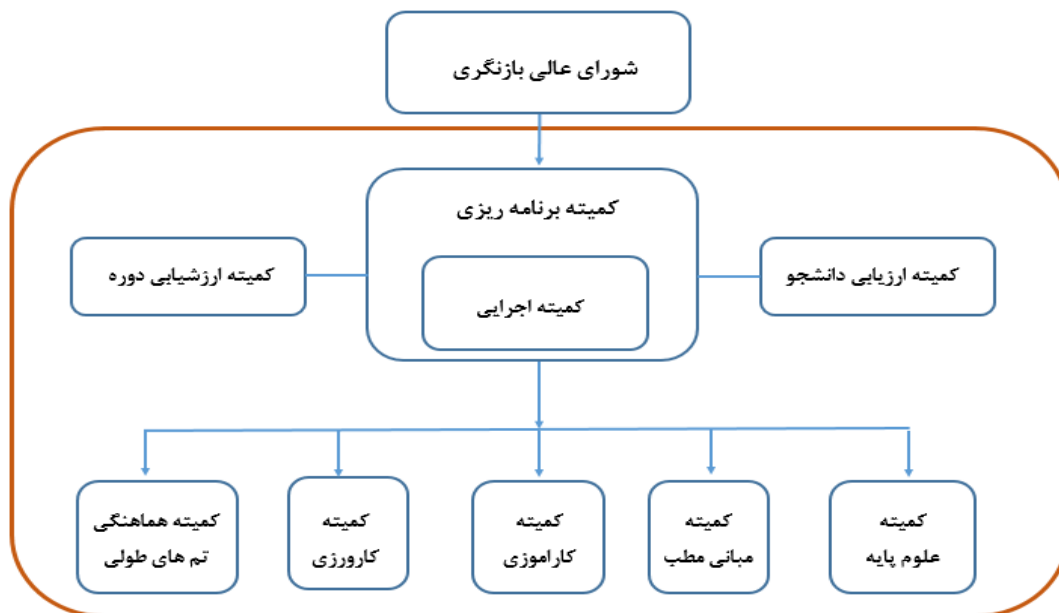 شورای عالی بازنگری
کمیته برنامه ریزی
کمیته ارزیابی دانشجو
کمیته ارزشیابی دوره
کمیته اجرایی
کمیته
علوم پایه
کمیته
مبانی مطب
کمیته
کاراموزی
کمیته
کارورزی
کمیته هماهنگی
تم های طولی